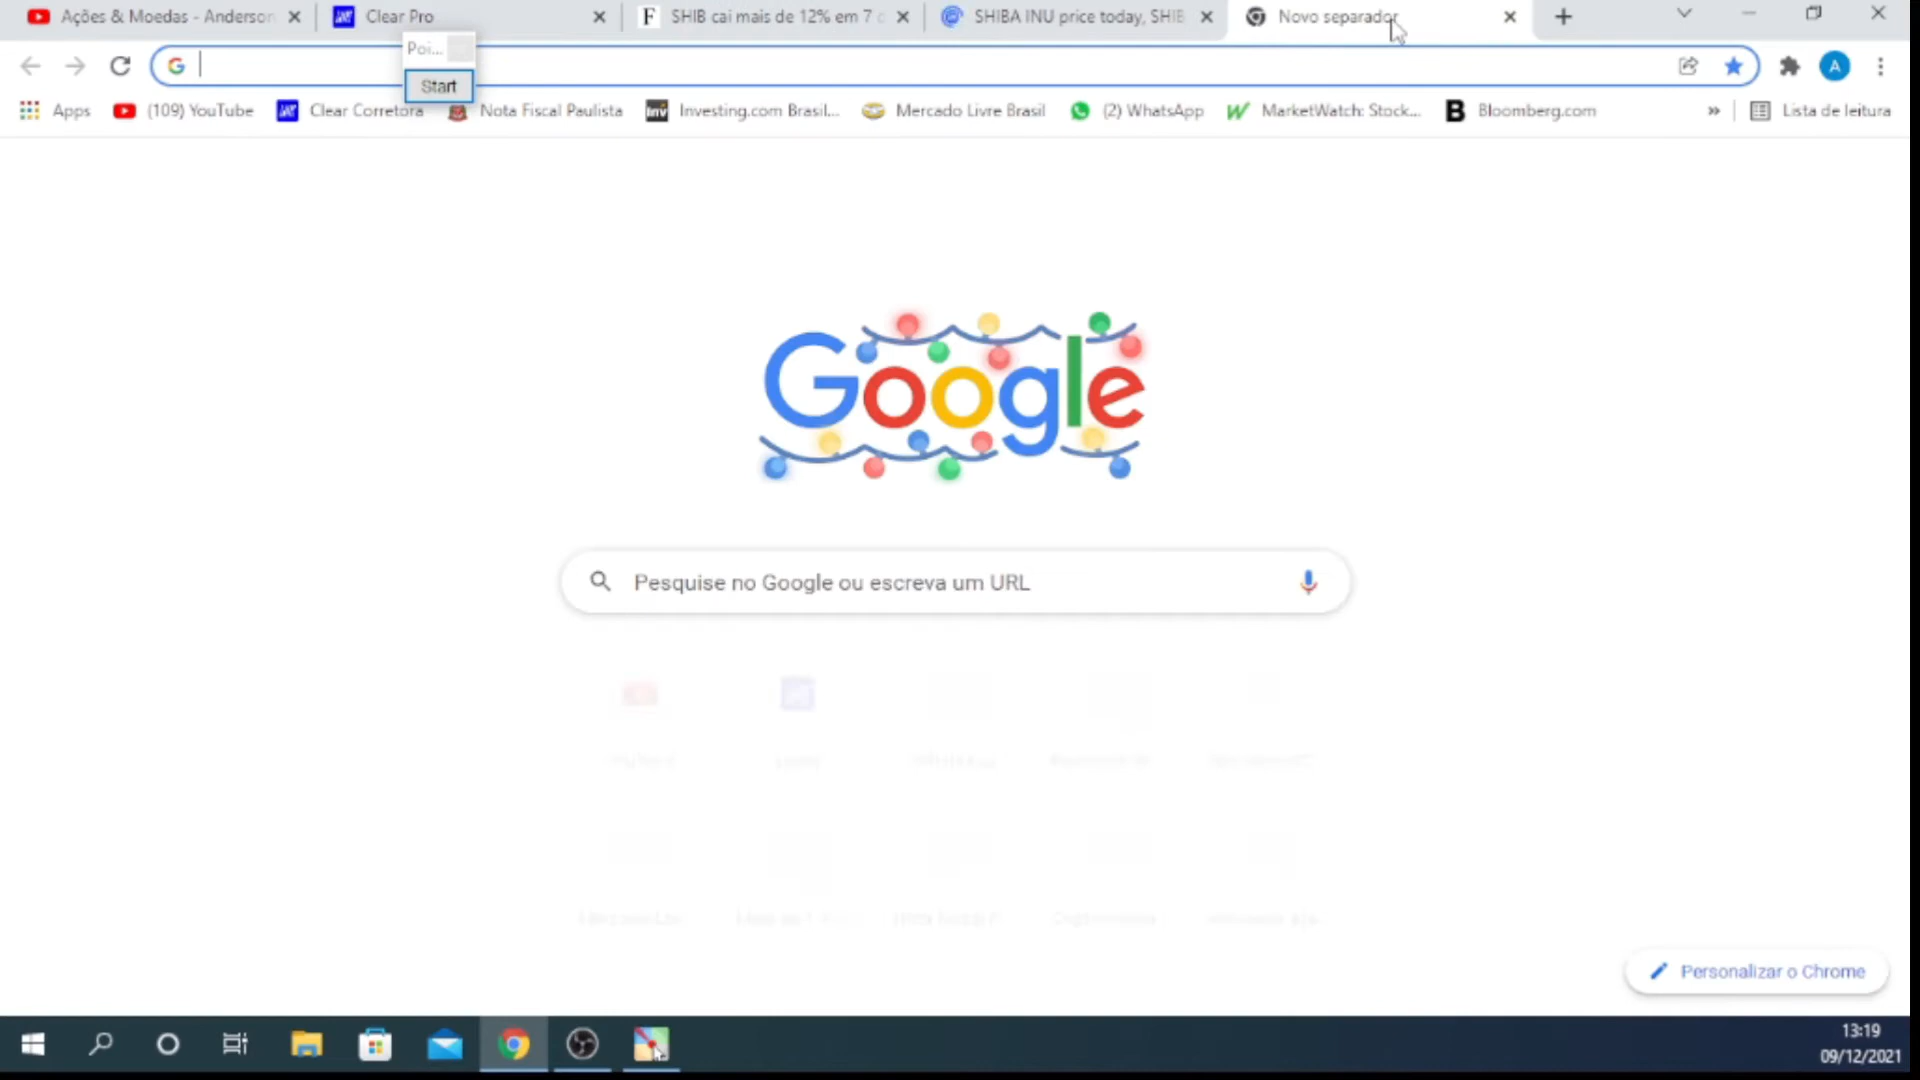 Ações & Moedas - Anderson
Clear Pro
SHIB cai mais de 12% em 7 d
SHIBA INU price today, SHIB
Novo separador
Poi...
Start
Apps
(109) YouTube
Clear Corretora
Nota Fiscal Paulista
Investing.com Brasil...
Mercado Livre Brasil
(2) WhatsApp
MarketWatch: Stock...
Bloomberg.com
Lista de leitura
Google
Pesquise no Google ou escreva um URL
Personalizar o Chrome
13:19
09/12/2021